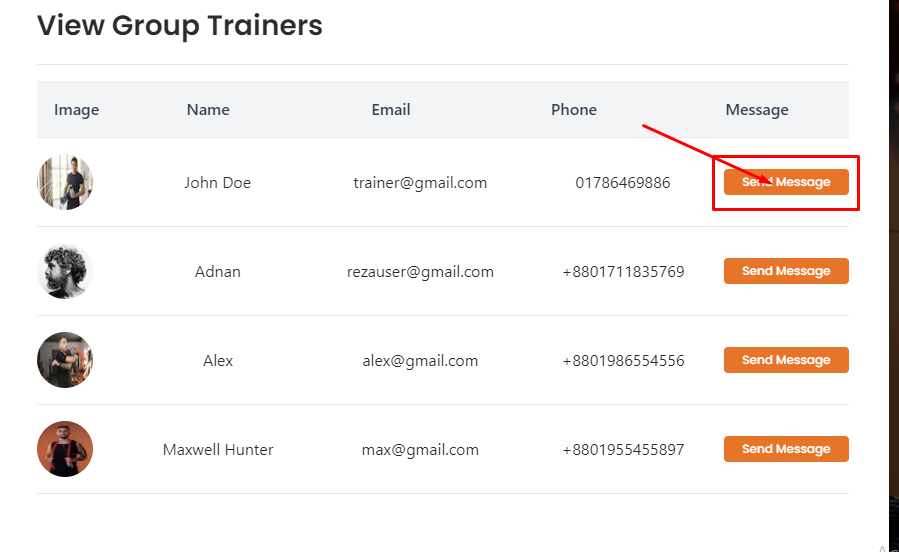 View Group Trainers
Image Name Email Phone Message
John Doe trainer@gmail.com 01786469886 Send Message
Adnan rezauser@gmail.com +8801711835769 Send Message
Alex alex@gmail.com +8801986554556 Send Message
Maxwell Hunter max@gmail.com +8801955455897 Send Message